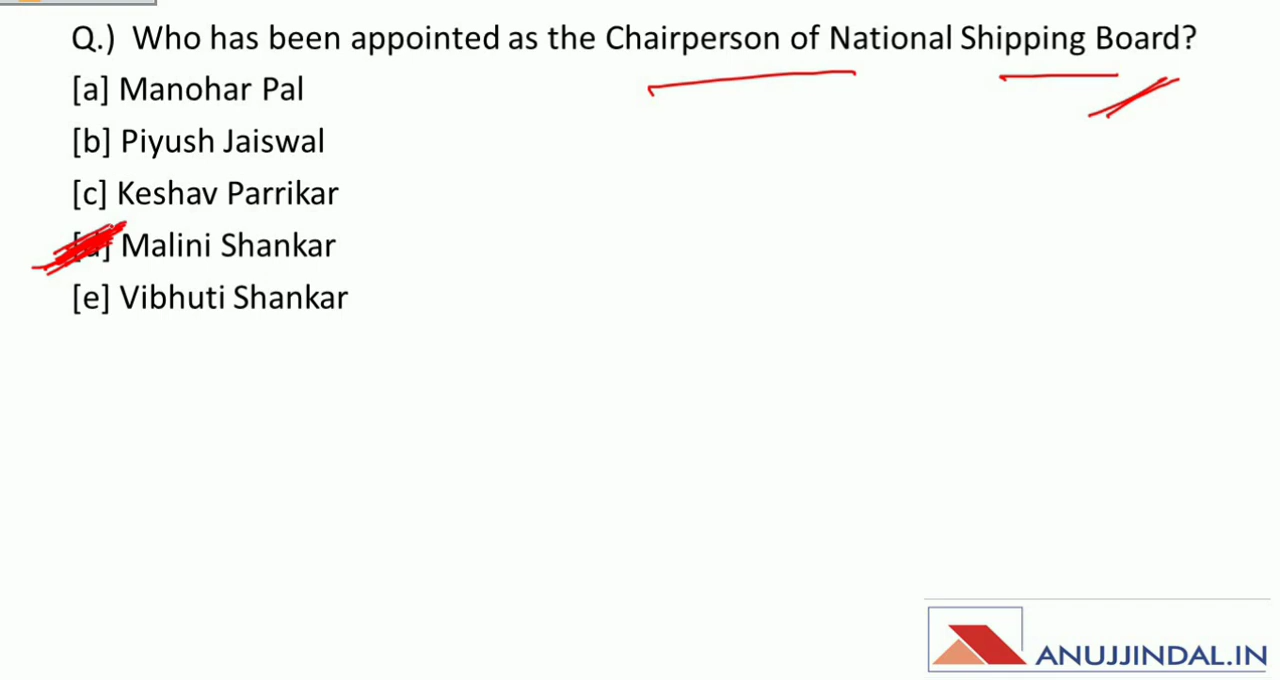 Q.) Who has been appointed as the Chairperson of National Shipping Board?
[a] Manohar Pal
[b] Piyush Jaiswal
[c] Keshav Parrikar
[d] Malini Shankar
[e] Vibhuti Shankar
ANUJJINDAL.IN